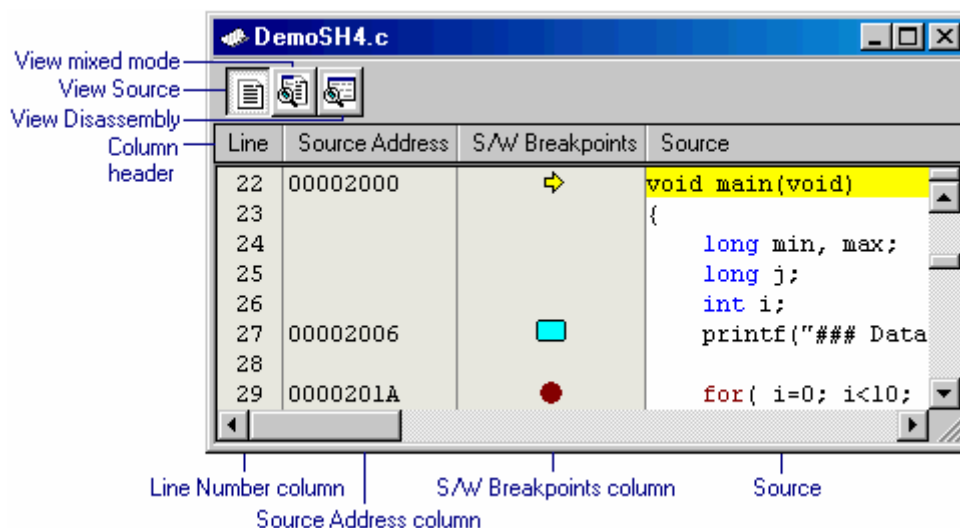 DemoSH4.c
View mixed mode
View Source
View Disassembly
Column header
Line Source Address S/W Breakpoints Source
22 00002000 void main(void)
23 {
24 long min, max;
25 long j;
26 int i;
27 00002006 printf("### Data
28
29 0000201A for( i=0; i<10;
Line Number column S/W Breakpoints column Source
Source Address column